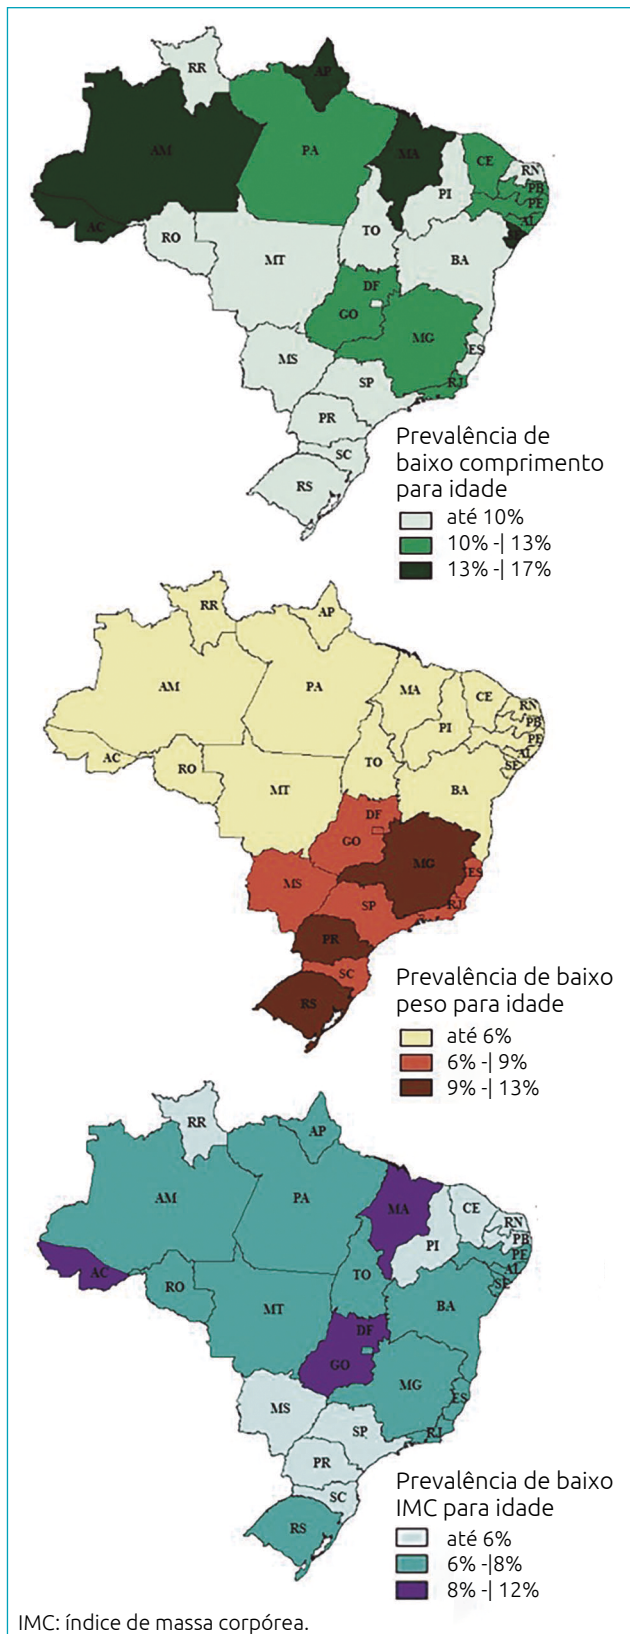 RR
AP
AM
PA
MA
CE
RN
PB
PE
AL
PI
AC
RO
TO
MT
BA
DF
GO
MG
ES
MS
SP
RJ
PR
SC
RS
Prevalência de
baixo comprimento
para idade
até 10%
10% -| 13%
13% -| 17%
RR
AP
AM
PA
MA
CE
RN
PB
PE
AL
SE
PI
AC
RO
TO
MT
BA
DF
GO
MG
ES
MS
SP
RJ
PR
SC
RS
Prevalência de baixo
peso para idade
até 6%
6% -| 9%
9% -| 13%
RR
AP
AM
PA
MA
CE
RN
PB
PE
AL
SE
PI
AC
RO
TO
MT
BA
DF
GO
MG
ES
MS
SP
RJ
PR
SC
RS
Prevalência de baixo
IMC para idade
até 6%
6% -|8%
8% -| 12%
IMC: índice de massa corpórea.